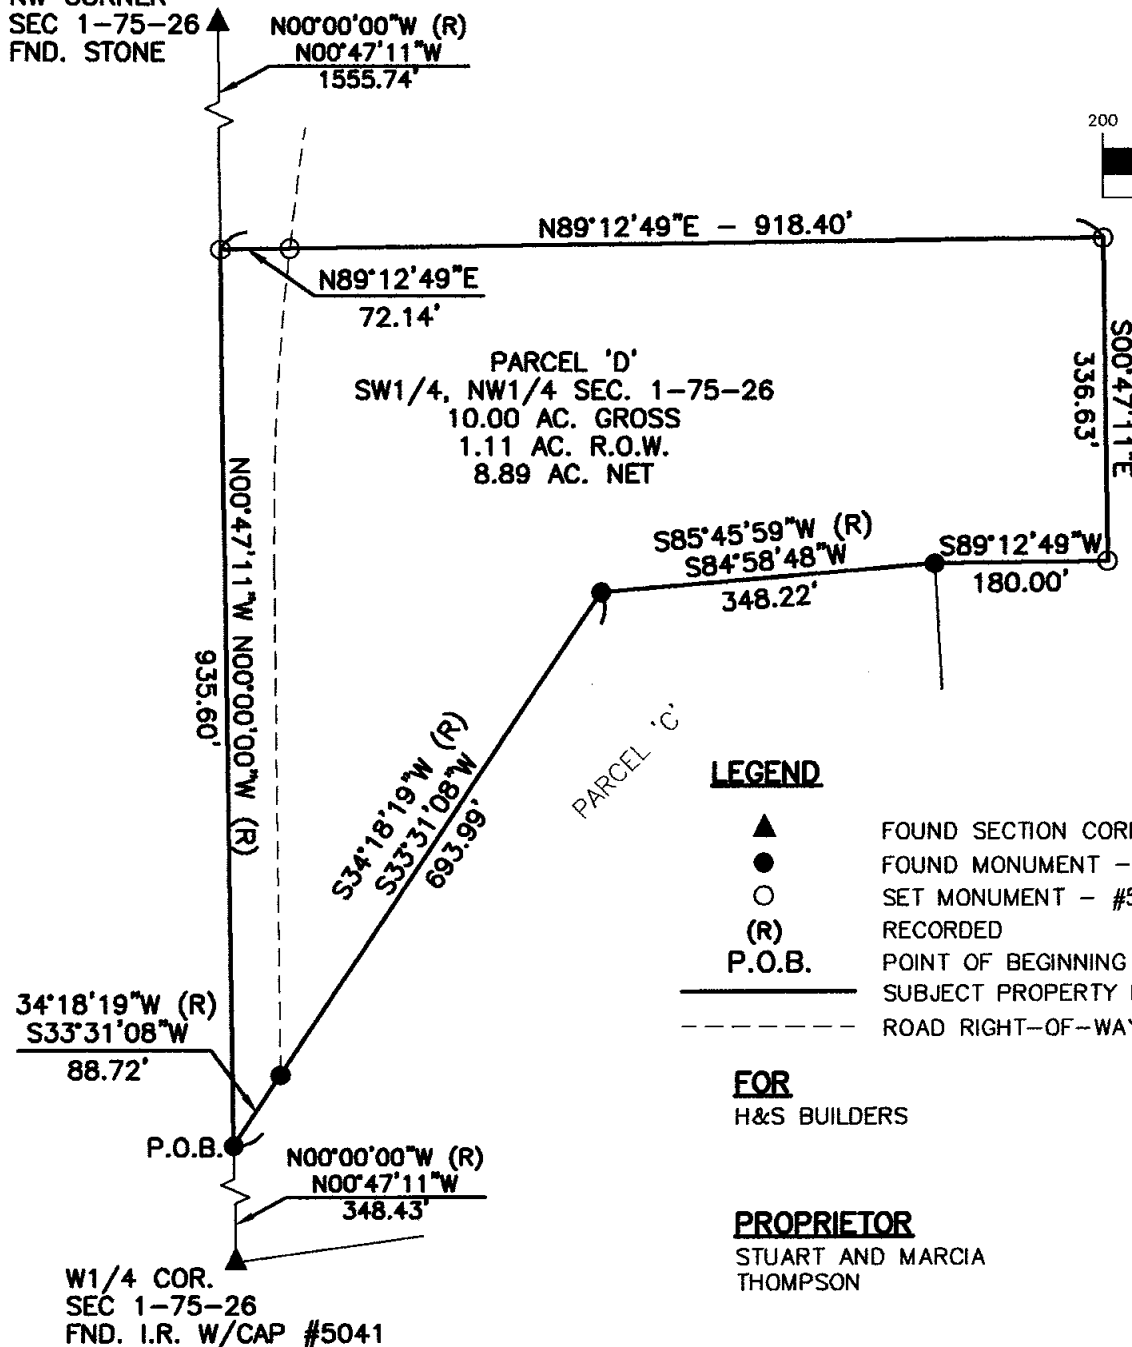 SEC 1-75-26
FND. STONE
N00°00'00"W (R)
N00°47'11"W
1555.74'
200
N89°12'49"E - 918.40'
N89°12'49"E
72.14'
S00°47'11"E
336.63'
PARCEL 'D'
SW1/4, NW1/4 SEC. 1-75-26
10.00 AC. GROSS
1.11 AC. R.O.W.
8.89 AC. NET
N00°47'11"W N00°00'00"W (R)
935.60'
S85°45'59"W (R)
S84°58'48"W
348.22'
S89°12'49"W
180.00'
S34°18'19"W (R)
S33°31'08"W
693.99'
PARCEL 'C'
34°18'19"W (R)
S33°31'08"W
88.72'
P.O.B.
N00°00'00"W (R)
N00°47'11"W
348.43'
W1/4 COR.
SEC 1-75-26
FND. I.R. W/CAP #5041
LEGEND
FOUND SECTION
FOUND MONUMENT -
SET MONUMENT -
(R) RECORDED
P.O.B. POINT OF BEGINNING
SUBJECT PROPERTY
ROAD RIGHT-OF-WAY
FOR
H&S BUILDERS
PROPRIETOR
STUART AND MARCIA
THOMPSON